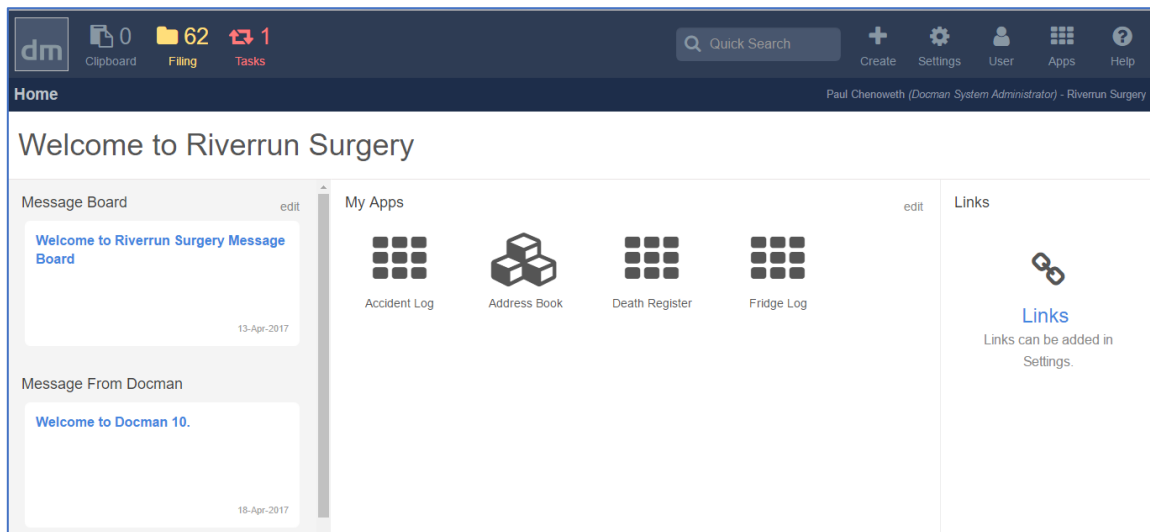 dm
0
Clipboard
62
Filing
1
Tasks
Quick Search
Create
Settings
User
Apps
Help
Home
Paul Chenoweth (Docman System Administrator) - Riverrun Surgery
Welcome to Riverrun Surgery
Message Board
edit
Welcome to Riverrun Surgery Message
Board
13-Apr-2017
Message From Docman
Welcome to Docman 10.
18-Apr-2017
My Apps
edit
Accident Log
Address Book
Death Register
Fridge Log
Links
Links
Links can be added in
Settings.